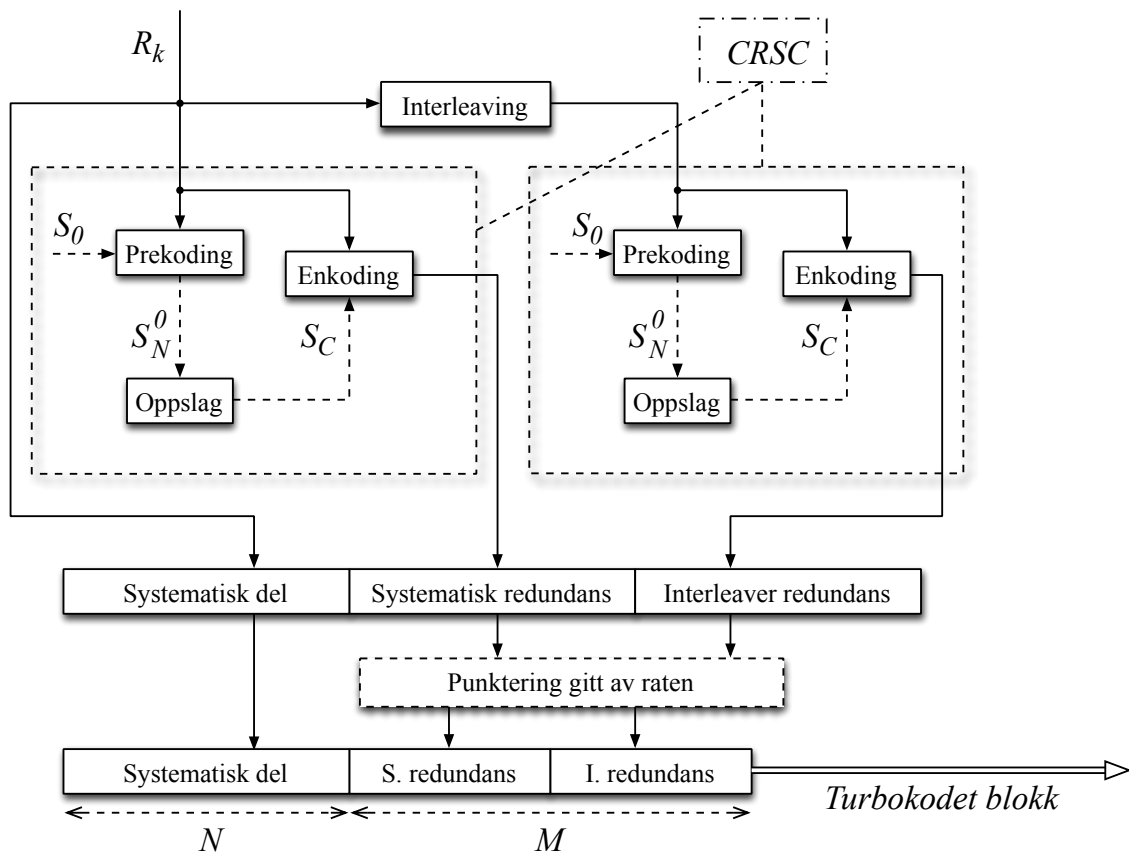 R_k
CRSC
Interleaving
S_0
Prekoding
Enkoding
S_N^0
S_C
Oppslag
S_0
Prekoding
Enkoding
S_N^0
S_C
Oppslag
Systematisk del
Systematisk redundans
Interleaver redundans
Punktering gitt av raten
Systematisk del
S. redundans
I. redundans
Turbokodet blokk
N
M